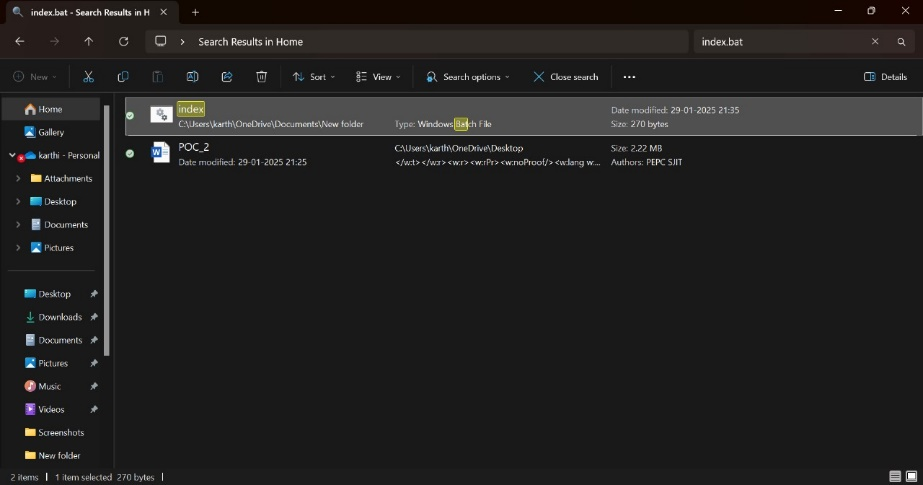 index.bat - Search Results in H
Search Results in Home
index.bat
New
Sort
View
Search options
Close search
Details
Home
Gallery
karthi - Personal
Attachments
Desktop
Documents
Pictures
Desktop
Downloads
Documents
Pictures
Music
Videos
Screenshots
New folder
index
C:\Users\karth\OneDrive\Documents\New folder
Type: Windows Batch File
Date modified: 29-01-2025 21:35
Size: 270 bytes
POC_2
Date modified: 29-01-2025 21:25
C:\Users\karth\OneDrive\Desktop
</w:t> </w:r> <w:r> <w:rPr> <w:noProof/> <w:lang w...
Size: 2.22 MB
Authors: PEPC SJIT
2 items
1 item selected 270 bytes